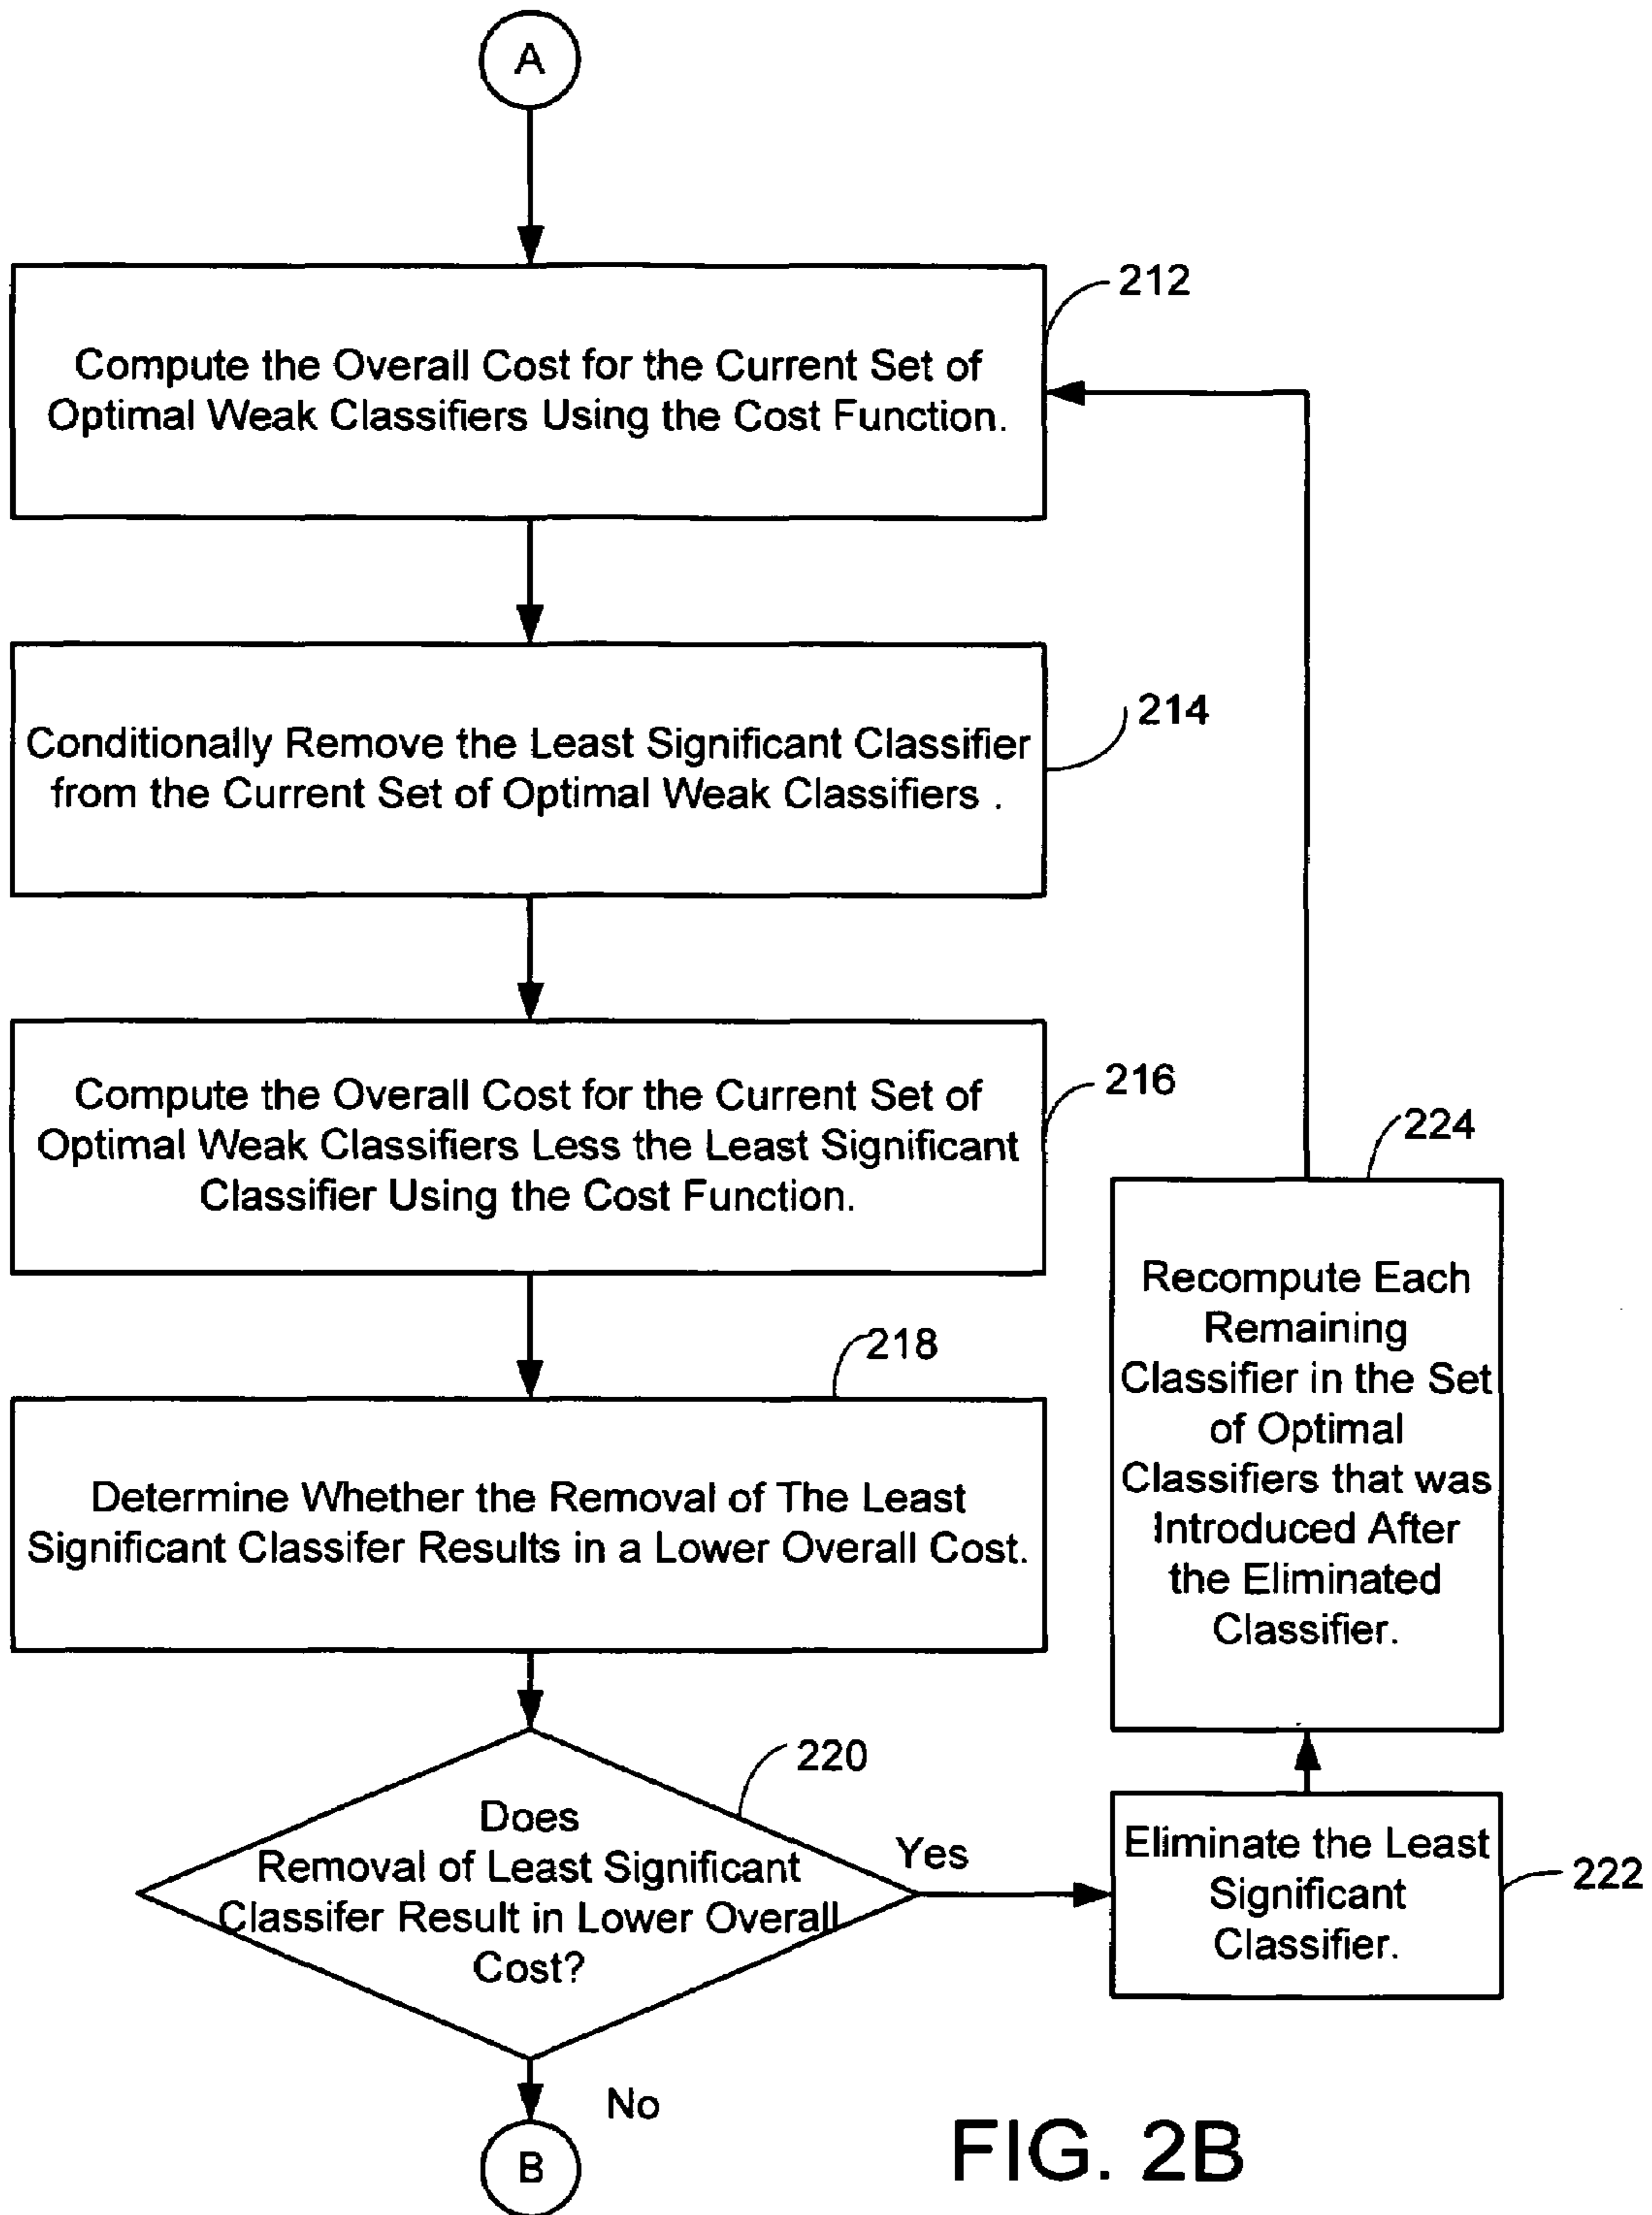 A
212
Compute the Overall Cost for the Current Set of
Optimal Weak Classifiers Using the Cost Function.
214
Conditionally Remove the Least Significant Classifier
from the Current Set of Optimal Weak Classifiers .
216
Compute the Overall Cost for the Current Set of
Optimal Weak Classifiers Less the Least Significant
Classifier Using the Cost Function.
218
Determine Whether the Removal of The Least
Significant Classifer Results in a Lower Overall Cost.
220
Does
Removal of Least Significant
Classifer Result in Lower Overall
Cost?
Yes
No
222
Eliminate the Least
Significant
Classifier.
224
Recompute Each
Remaining
Classifier in the Set
of Optimal
Classifiers that was
Introduced After
the Eliminated
Classifier.
B
FIG. 2B